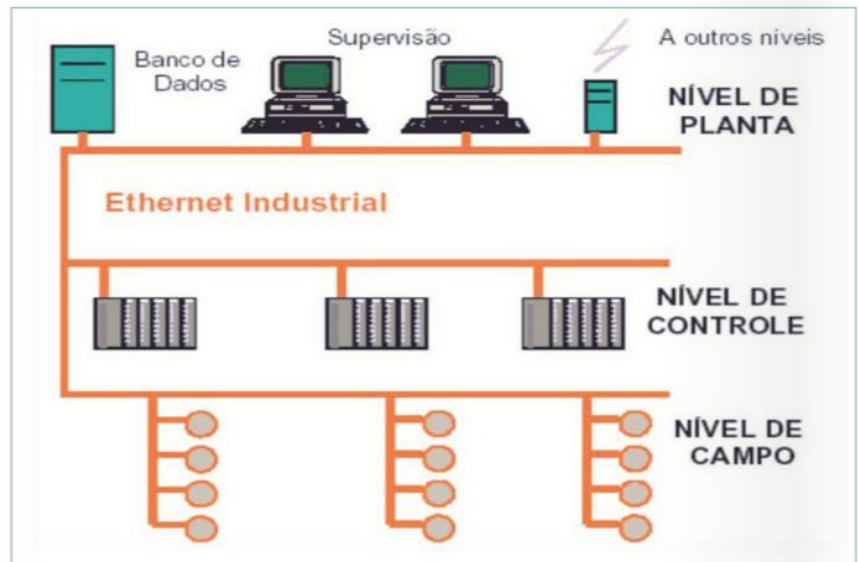 Banco de
Dados
Supervisão
A outros níveis
NÍVEL DE
PLANTA
Ethernet Industrial
NÍVEL DE
CONTROLE
NÍVEL DE
CAMPO